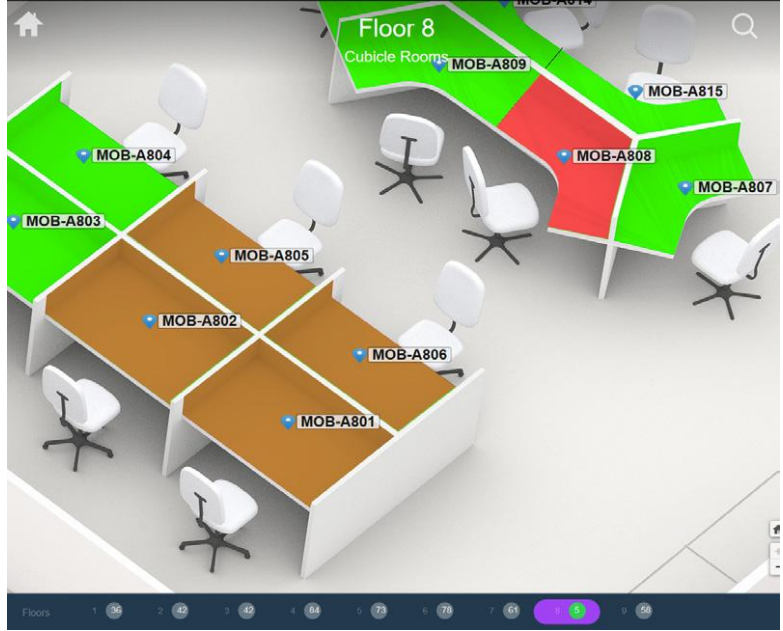 MOB-A814
Floor 8
Cubicle Rooms
MOB-A809
MOB-A815
MOB-A804
MOB-A808
MOB-A807
MOB-A803
MOB-A805
MOB-A802
MOB-A806
MOB-A801
Floors 1 36 2 42 3 42 4 84 5 73 6 78 7 61 8 5 9 58